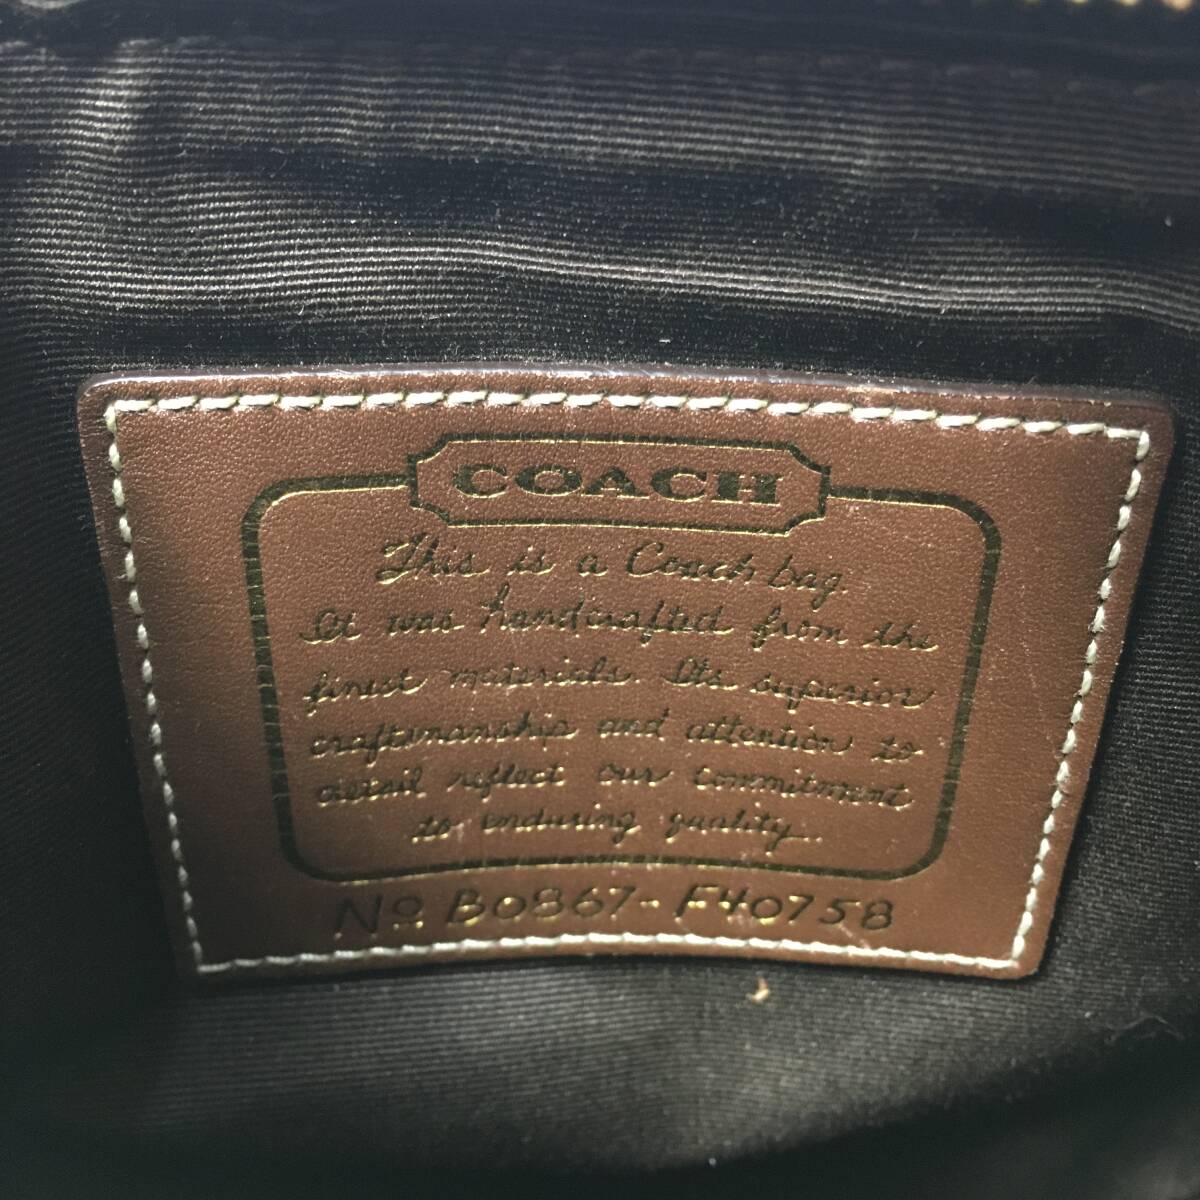 COACH
This is a Coach bag.
It was handcrafted from the
finest materials. Its superior
craftsmanship and attention to
detail reflect our commitment
to enduring quality.
No B0867-F40758